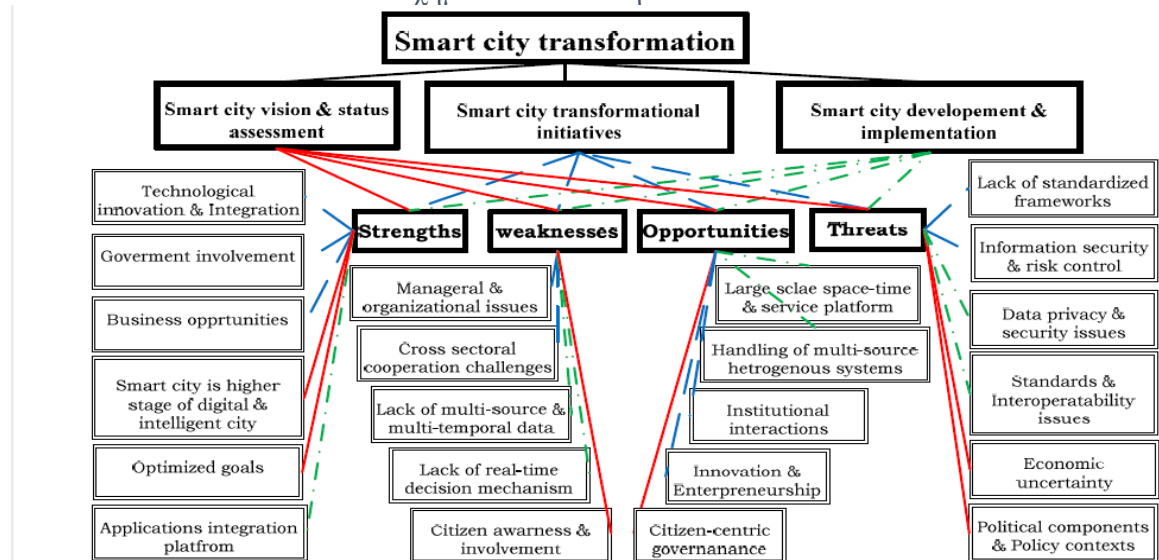 Smart city transformation
Smart city vision & status
assessment
Smart city transformational
initiatives
Smart city developement &
implementation
Technological
innovation & Integration
Goverment involvement
Business opprtunities
Smart city is higher
stage of digital &
intelligent city
Optimized goals
Applications integration
platfrom
Strengths
weaknesses
Opportunities
Threats
Manageral &
organizational issues
Cross sectoral
cooperation challenges
Lack of multi-source &
multi-temporal data
Lack of real-time
decision mechanism
Citizen awarness &
involvement
Large sclae space-time
& service platform
Handling of multi-source
hetrogenous systems
Institutional
interactions
Innovation &
Enterpreneurship
Citizen-centric
governanance
Lack of standardized
frameworks
Information security
& risk control
Data privacy &
security issues
Standards &
Interoperatability
issues
Economic
uncertainty
Political components
& Policy contexts